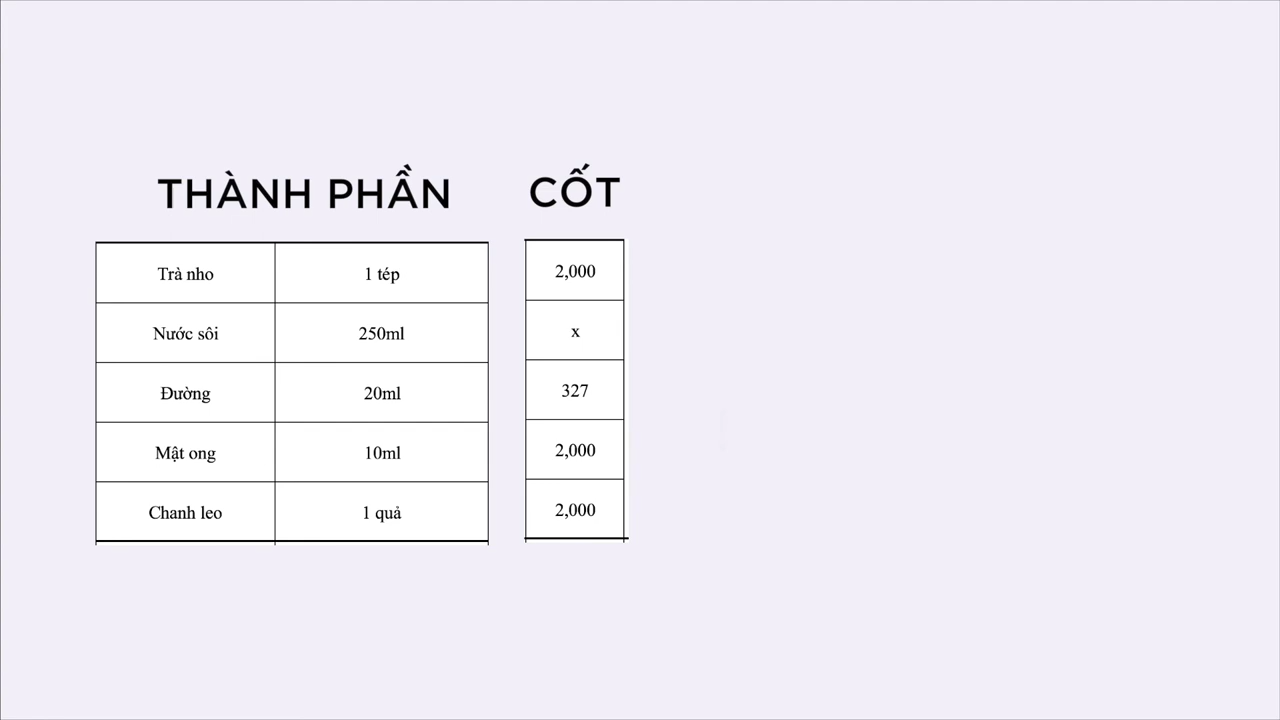 THÀNH PHẦN CỐT
Trà nho 1 tép 2,000
Nước sôi 250ml x
Đường 20ml 327
Mật ong 10ml 2,000
Chanh leo 1 quả 2,000